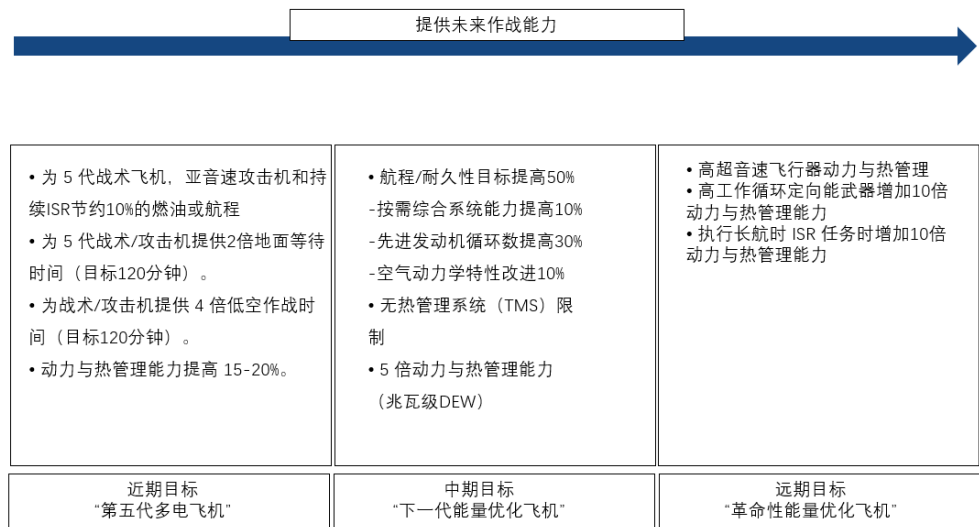 提供未来作战能力
• 为 5 代战术飞机，亚音速攻击机和持
续ISR节约10%的燃油或航程
• 为 5 代战术/攻击机提供2倍地面等待
时间（目标120分钟）。
• 为战术/攻击机提供 4 倍低空作战时
间（目标120分钟）。
• 动力与热管理能力提高 15-20%。
• 航程/耐久性目标提高50%
-按需综合系统能力提高10%
-先进发动机循环数提高30%
-空气动力学特性改进10%
• 无热管理系统（TMS）限
制
• 5 倍动力与热管理能力
（兆瓦级DEW）
• 高超音速飞行器动力与热管理
• 高工作循环定向能武器增加10倍
动力与热管理能力
• 执行长航时 ISR 任务时增加10倍
动力与热管理能力
近期目标
“第五代多电飞机”
中期目标
“下一代能量优化飞机”
远期目标
“革命性能量优化飞机”